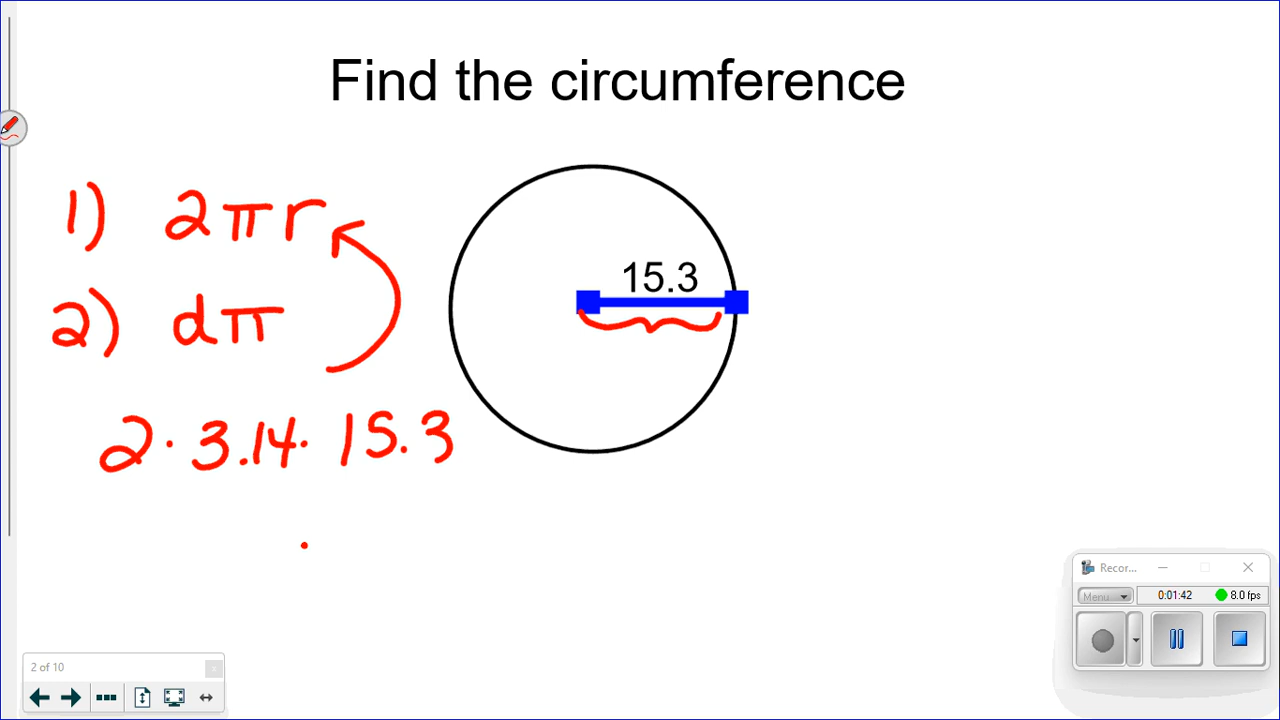 Find the circumference
1) 2πr
2) dπ
2 · 3.14 · 15.3
15.3
Recor...
Menu
0:01:42
8.0 fps
2 of 10